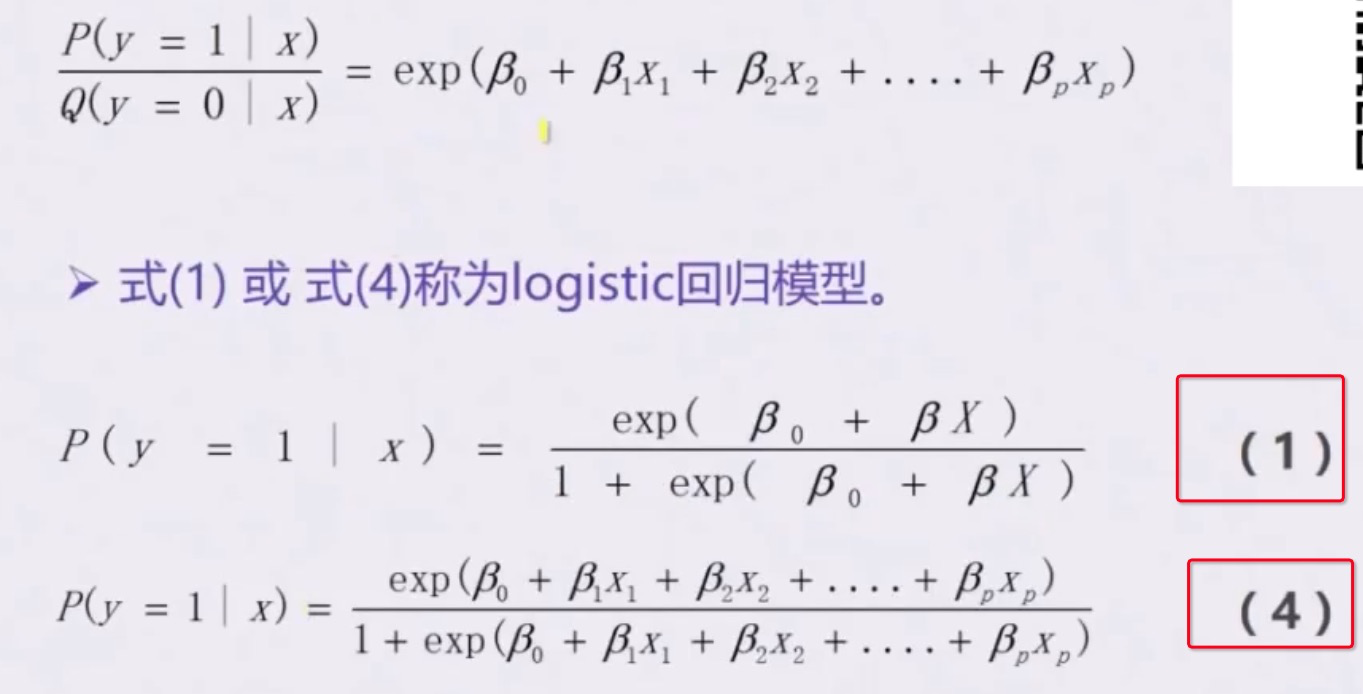 P(y = 1 | x)
Q(y = 0 | x)
= exp(β₀ + β₁x₁ + β₂x₂ + .... + βₚxₚ)
➢ 式(1) 或 式(4)称为logistic回归模型。
P(y = 1 | x) =
exp( β₀ + βX )
1 + exp( β₀ + βX )
(1)
P(y = 1 | x) =
exp(β₀ + β₁x₁ + β₂x₂ + .... + βₚxₚ)
1 + exp(β₀ + β₁x₁ + β₂x₂ + .... + βₚxₚ)
(4)